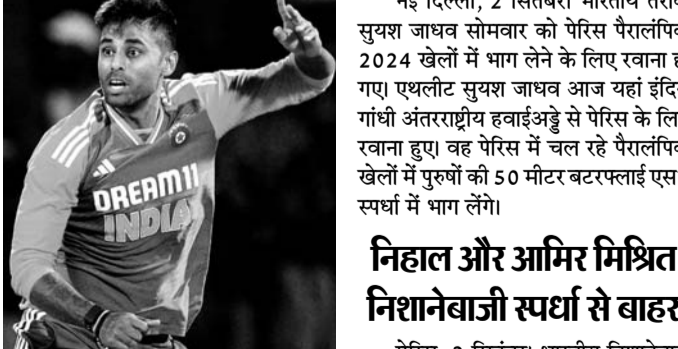 DREAM11
INDIA
नई दिल्ली, 2 सितंबर। भारतीय
सुयश जाधव सोमवार को पेरिस
2024 खेलों में भाग लेने के लिए रवाना
गए। एथलीट सुयश जाधव आज यहां
गांधी अंतरराष्ट्रीय हवाईअड्डे से पेरिस के
रवाना हुए। वह पेरिस में चल रहे
खेलों में पुरुषों की 50 मीटर बटरफ्लाई एस
स्पर्धा में भाग लेंगे।
निहाल और आमिर मिश्रित
निशानेबाजी स्पर्धा से बाहर